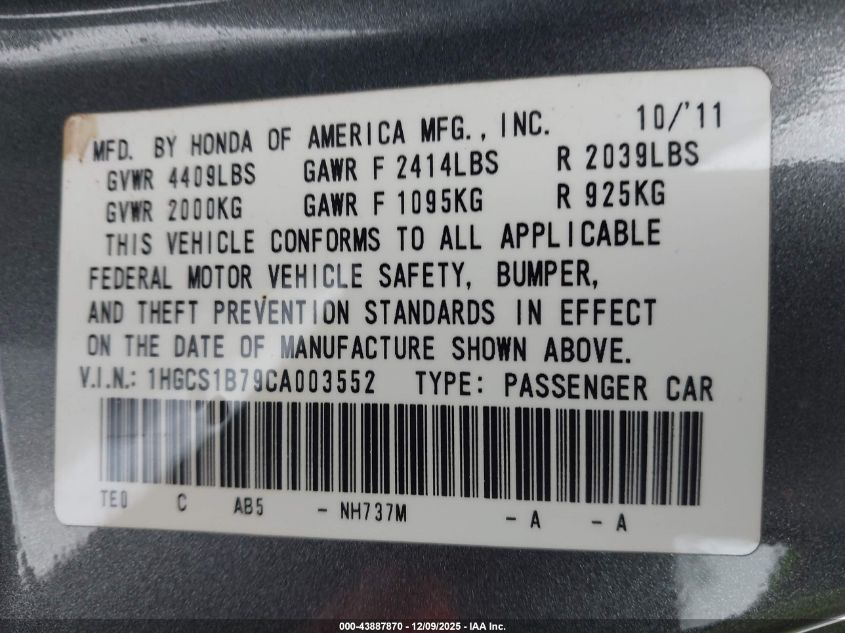 MFD. BY HONDA OF AMERICA MFG., INC. 10/'11
GVWR 4409LBS GAWR F 2414LBS R 2039LBS
GVWR 2000KG GAWR F 1095KG R 925KG
THIS VEHICLE CONFORMS TO ALL APPLICABLE
FEDERAL MOTOR VEHICLE SAFETY, BUMPER,
AND THEFT PREVENTION STANDARDS IN EFFECT
ON THE DATE OF MANUFACTURE SHOWN ABOVE.
V.I.N.: 1HGCS1B79CA003552 TYPE: PASSENGER CAR
TE0 C AB5 - NH737M - A - A
000-43887870 - 12/09/2025 - IAA Inc.